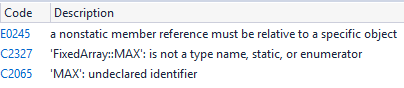 Code Description
E0245 a nonstatic member reference must be relative to a specific object
C2327 'FixedArray::MAX': is not a type name, static, or enumerator
C2065 'MAX': undeclared identifier